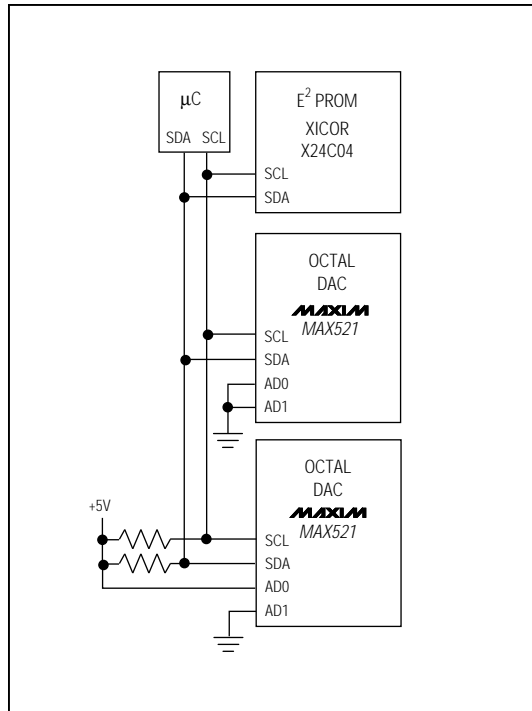 μC
SDA SCL
E² PROM
XICOR
X24C04
SCL
SDA
OCTAL
DAC
MAXIM
MAX521
SCL
SDA
AD0
AD1
OCTAL
DAC
MAXIM
MAX521
+5V
SCL
SDA
AD0
AD1